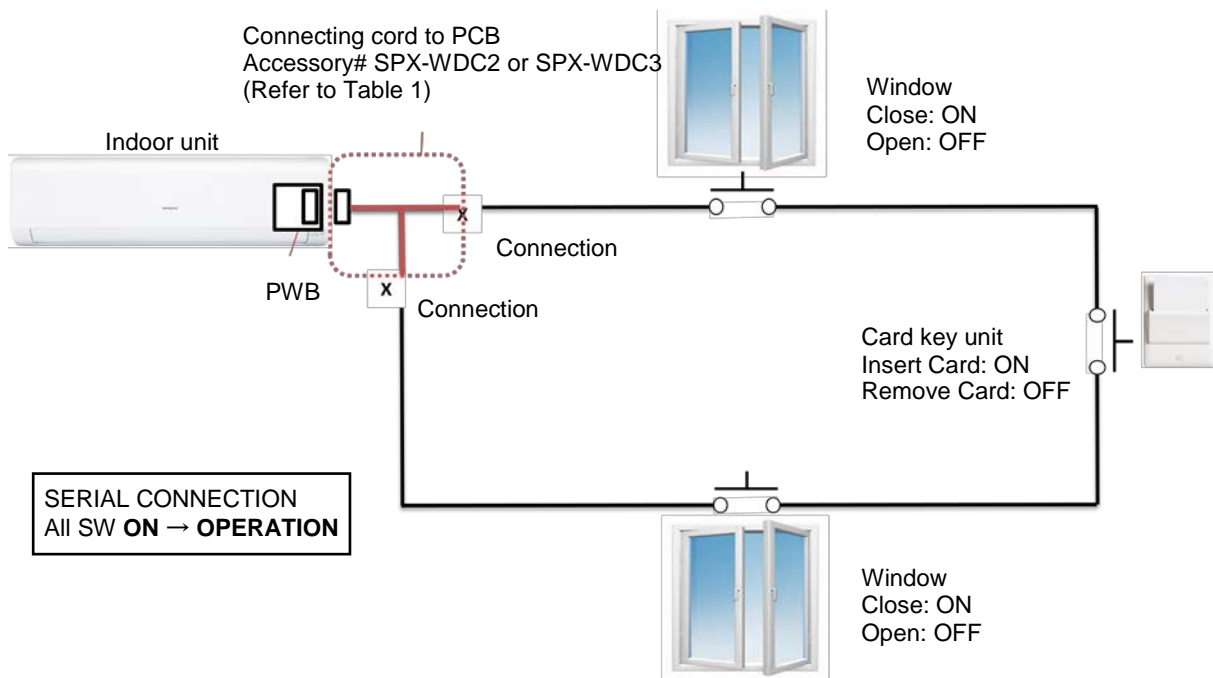 Connecting cord to PCB
Accessory# SPX-WDC2 or SPX-WDC3
(Refer to Table 1)
Window
Close: ON
Open: OFF
Indoor unit
X
Connection
PWB
X
Connection
Card key unit
Insert Card: ON
Remove Card: OFF
SERIAL CONNECTION
All SW ON → OPERATION
Window
Close: ON
Open: OFF